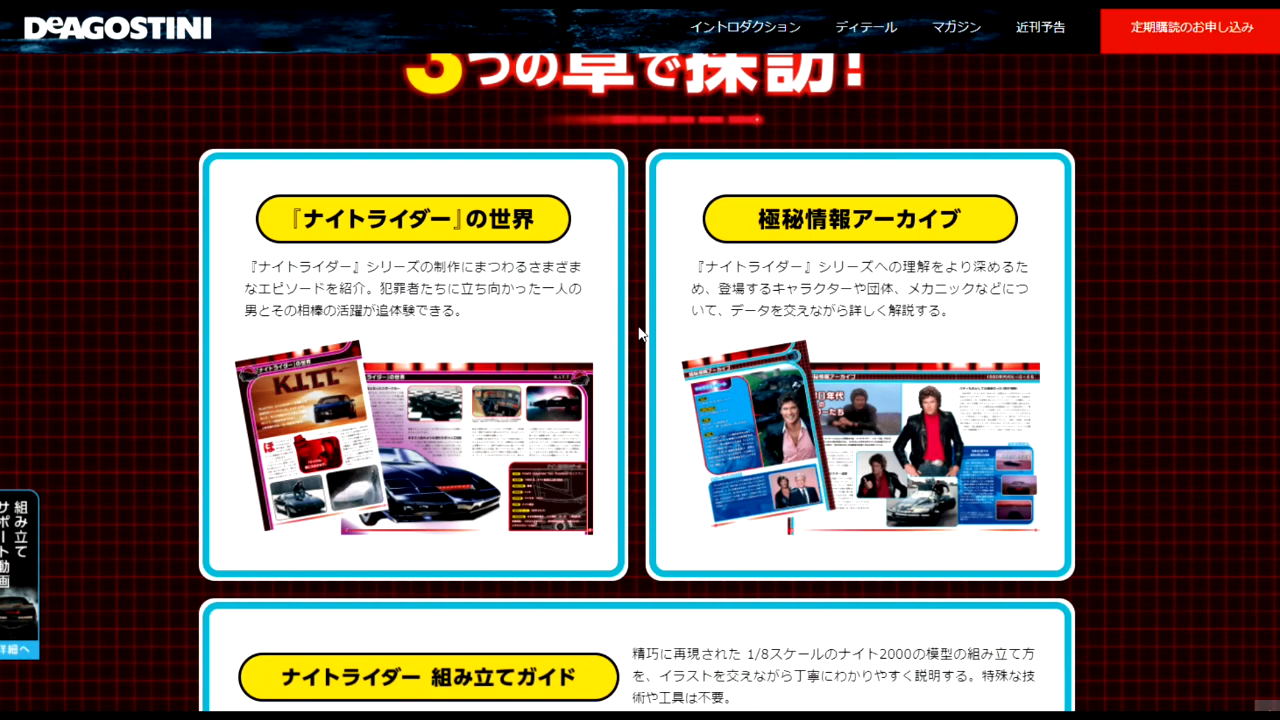 DeAGOSTINI
イントロダクション
ディテール
マガジン
近刊予告
定期購読のお申し込み
3つの章で探訪!
『ナイトライダー』の世界
『ナイトライダー』シリーズの制作にまつわるさまざま
なエピソードを紹介。犯罪者たちに立ち向かった一人の
男とその相棒の活躍が追体験できる。
極秘情報アーカイブ
『ナイトライダー』シリーズへの理解をより深めるた
め、登場するキャラクターや団体、メカニックなどにつ
いて、データを交えながら詳しく解説する。
K.I.T.T.
組み立て
サポート動画
詳細へ
ナイトライダー 組み立てガイド
精巧に再現された 1/8スケールのナイト2000の模型の組み立て方
を、イラストを交えながら丁寧にわかりやすく説明する。特殊な技
術や工具は不要。